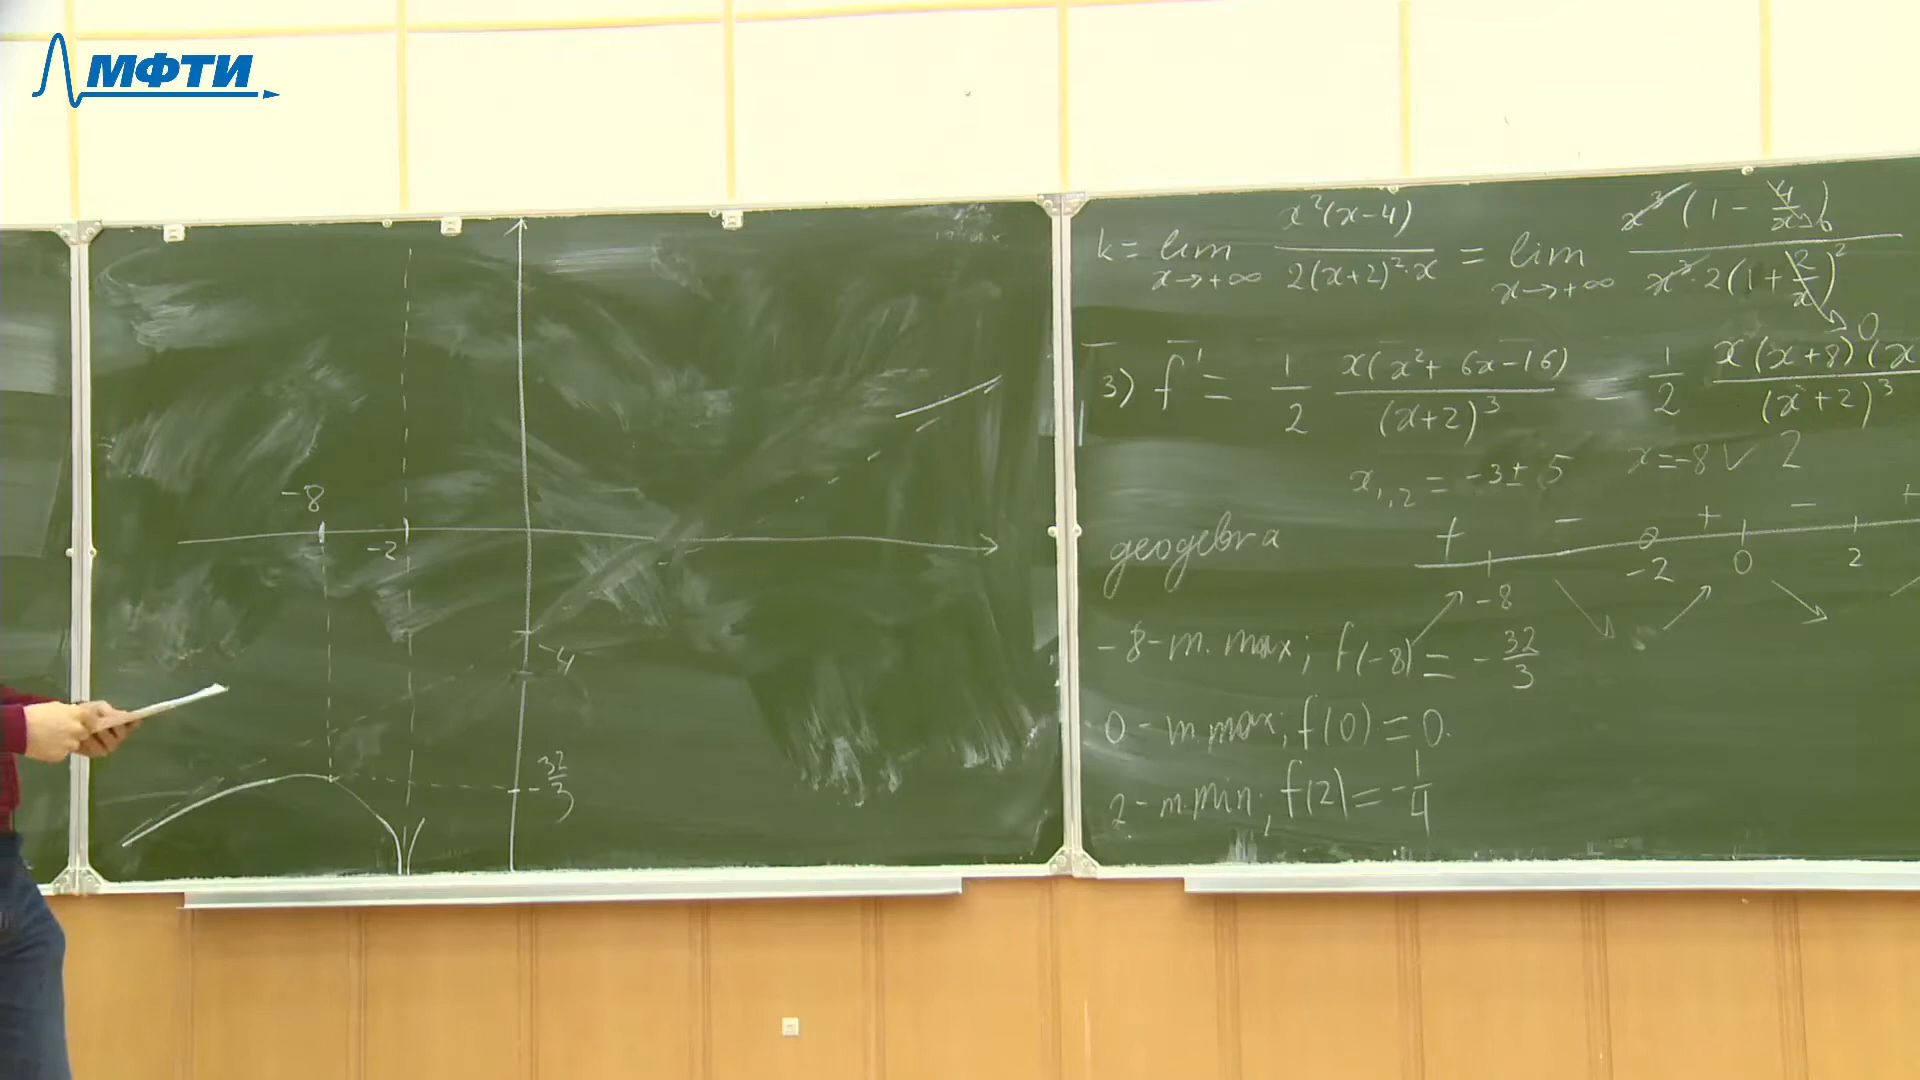 МФТИ
-8
-2
-4
-32/3
k = lim x→+∞ x²(x-4) / 2(x+2)²·x = lim x→+∞ x³(1 - 4/x) / x³·2(1+2/x)²
→0
→0
3) f' = 1/2 x(x²+6x-16) / (x+2)³ = 1/2 x(x+8)(x / (x+2)³
x₁,₂ = -3±5 x=-8 ∨ 2
geogebra
+ - + - +
-8 -2 0 2
-8 - т. max; f(-8) = -32/3
0 - т. max; f(0) = 0.
2 - т. min; f(2) = -1/4